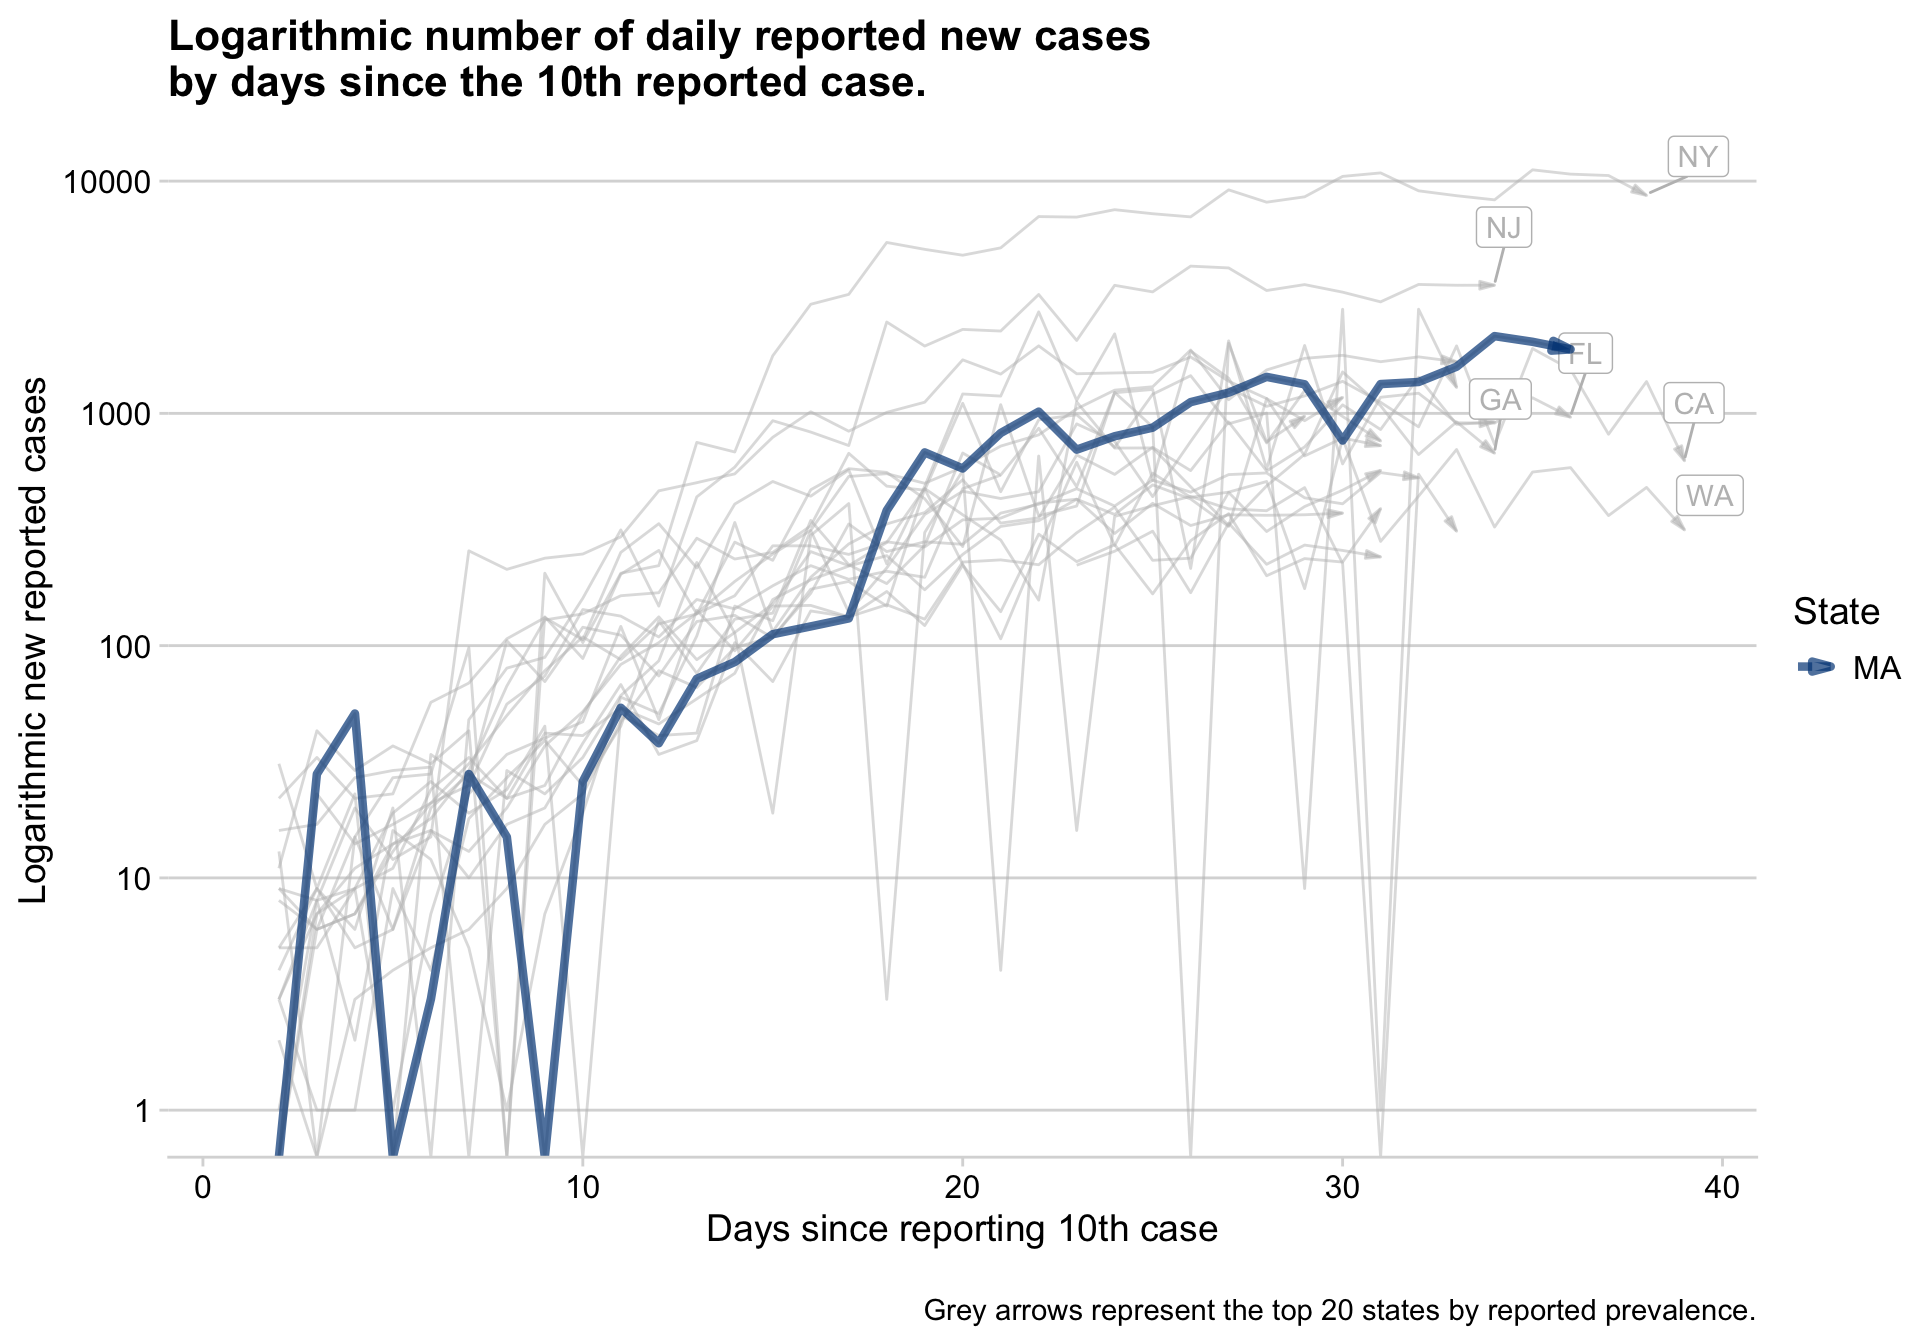 Logarithmic number of daily reported new cases
by days since the 10th reported case.
Logarithmic new reported cases
10000
1000
100
10
1
NY
NJ
FL
GA
CA
WA
State
MA
0
10
20
30
40
Days since reporting 10th case
Grey arrows represent the top 20 states by reported prevalence.